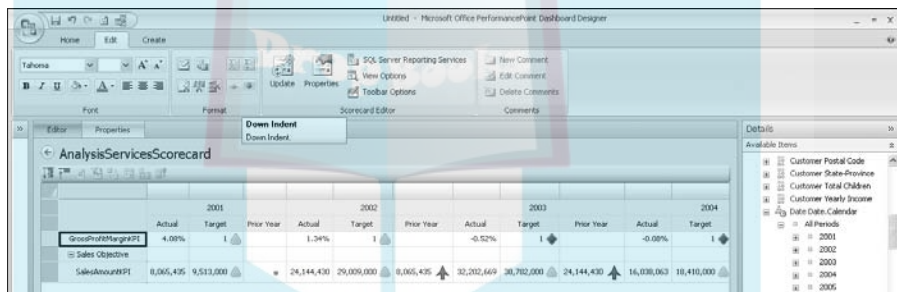 Untitled - Microsoft Office PerformancePoint Dashboard Designer
Home Edit Create
Tahoma
SQL Server Reporting Services
View Options
Toolbar Options
Update Properties
New Comment
Edit Comment
Delete Comments
B I U
Font Format Scorecard Editor Comments
Down Indent
Down Indent.
Editor Properties
AnalysisServicesScorecard
2001 2002 2003 2004
Actual Target Prior Year Actual Target Prior Year Actual Target Prior Year Actual Target
GrossProfitMarginKPI 4.08% 1 1.34% 1 -0.52% 1 -0.08% 1
Sales Objective
SalesAmountKPI 8,065,435 9,513,000 24,144,430 29,009,000 8,065,435 32,202,669 38,782,000 24,144,430 16,038,063 18,410,000
Details
Available Items
Customer Postal Code
Customer State-Province
Customer Total Children
Customer Yearly Income
Date Date.Calendar
All Periods
2001
2002
2003
2004
2005